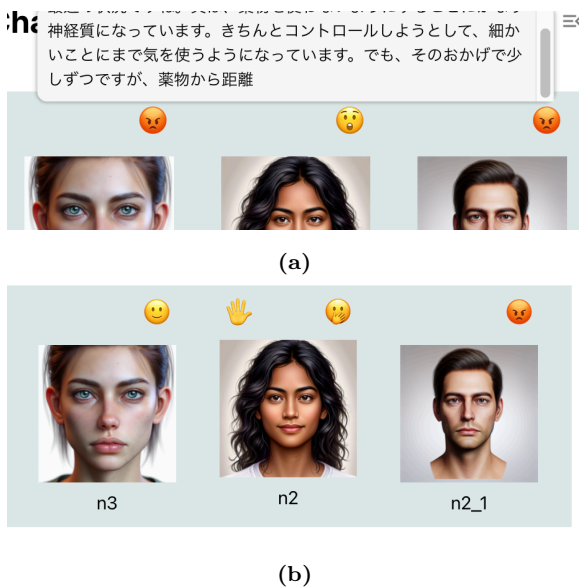 Cha
神経質になっています。きちんとコントロールしようとして、細か
いことにまで気を使うようになっています。でも、そのおかげで少
しずつですが、薬物から距離
(a)
n3
n2
n2_1
(b)